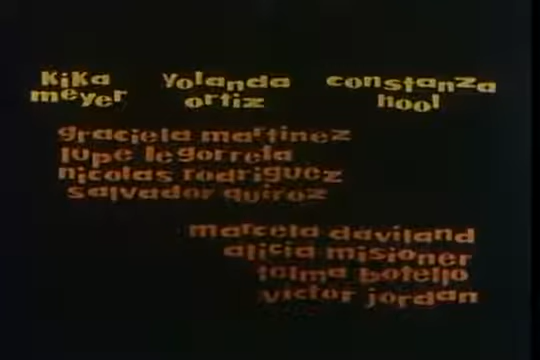 kika meyer
yolanda ortiz
constanza hool
graciela martinez
lupe legorreta
nicolas rodriguez
salvador quiroz
marcela daviland
alicia misioner
talma botello
victor jordan